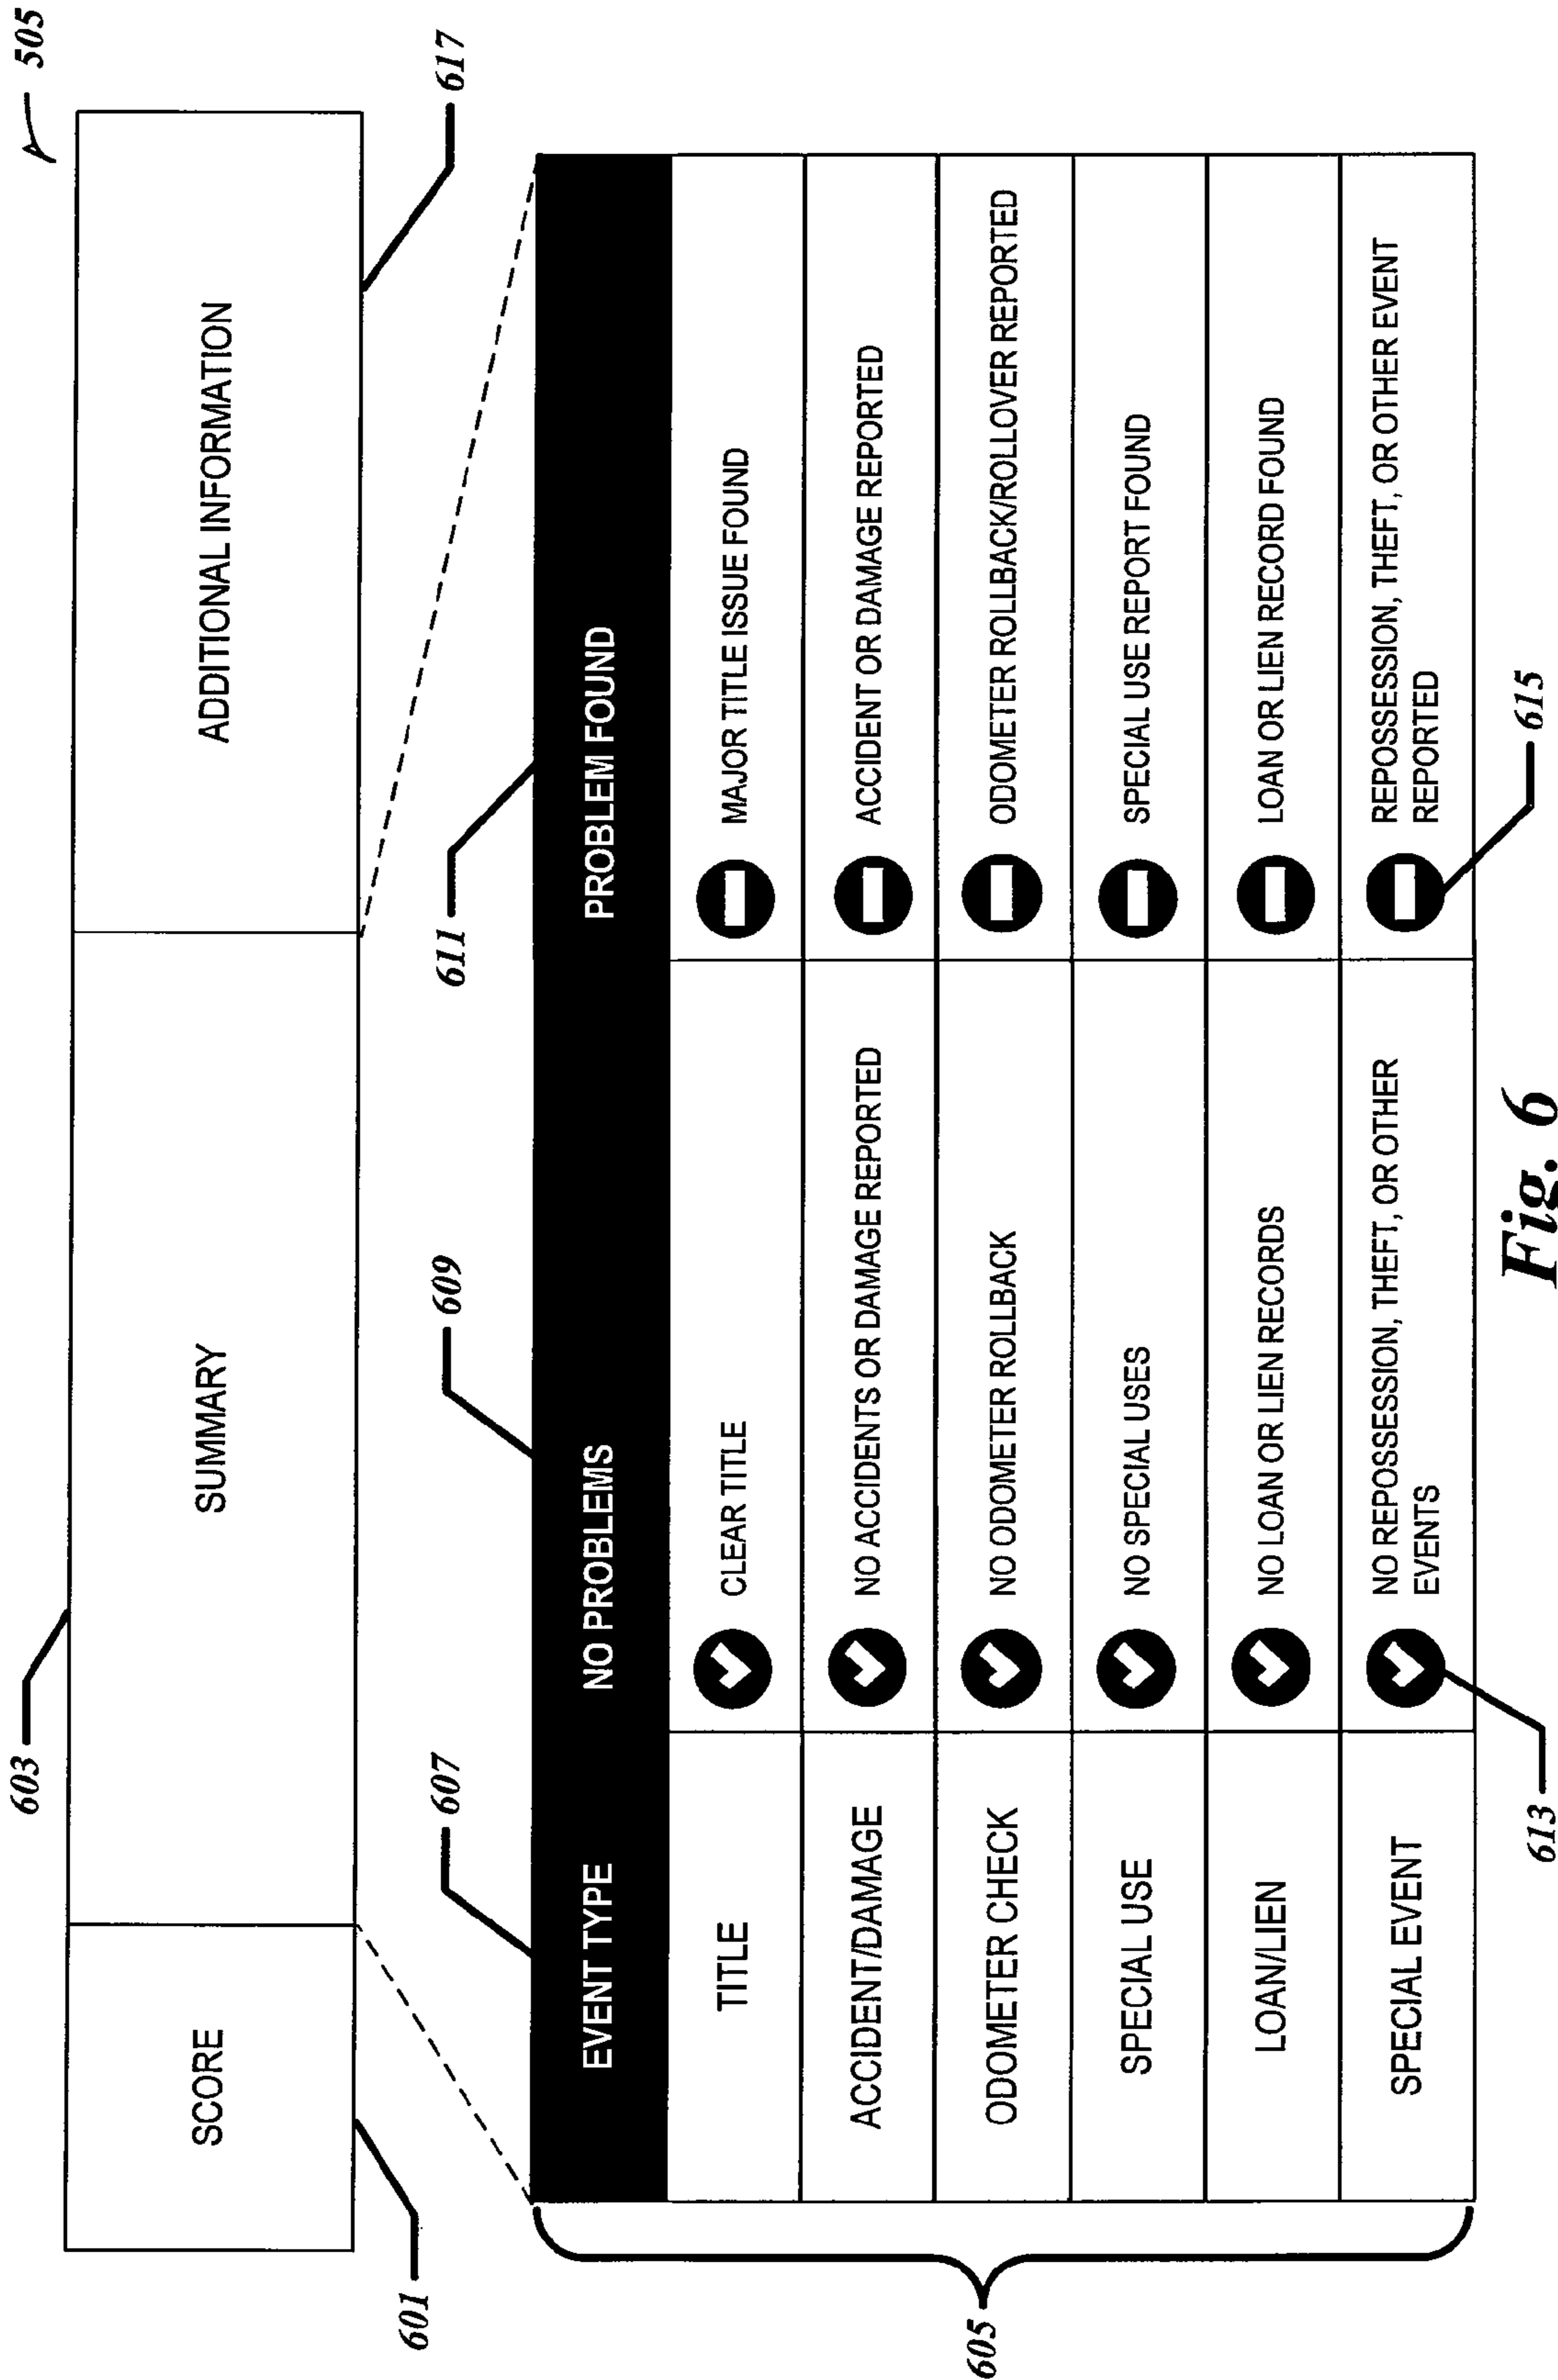 505
603
SCORE
SUMMARY
ADDITIONAL INFORMATION
601
617
607
609
611
EVENT TYPE
NO PROBLEMS
PROBLEM FOUND
TITLE
CLEAR TITLE
MAJOR TITLE ISSUE FOUND
ACCIDENT/DAMAGE
NO ACCIDENTS OR DAMAGE REPORTED
ACCIDENT OR DAMAGE REPORTED
ODOMETER CHECK
NO ODOMETER ROLLBACK
ODOMETER ROLLBACK/ROLLOVER REPORTED
SPECIAL USE
NO SPECIAL USES
SPECIAL USE REPORT FOUND
LOAN/LIEN
NO LOAN OR LIEN RECORDS
LOAN OR LIEN RECORD FOUND
SPECIAL EVENT
NO REPOSSESSION, THEFT, OR OTHER
EVENTS
REPOSSESSION, THEFT, OR OTHER EVENT
REPORTED
605
613
615
Fig. 6